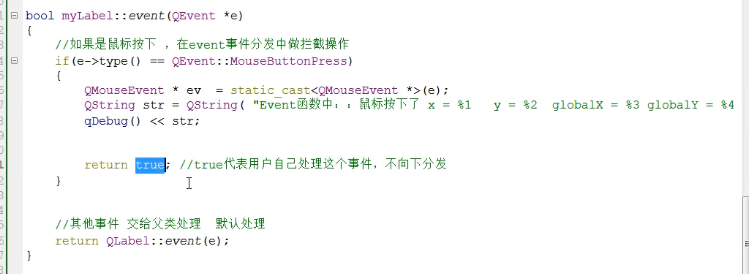 bool myLabel::event(QEvent *e)
{
//如果是鼠标按下 ，在event事件分发中做拦截操作
if(e->type() == QEvent::MouseButtonPress)
{
QMouseEvent * ev = static_cast<QMouseEvent *>(e);
QString str = QString( "Event函数中：：鼠标按下了 x = %1 y = %2 globalX = %3 globalY = %4
qDebug() << str;
return true; //true代表用户自己处理这个事件，不向下分发
}
//其他事件 交给父类处理 默认处理
return QLabel::event(e);
}